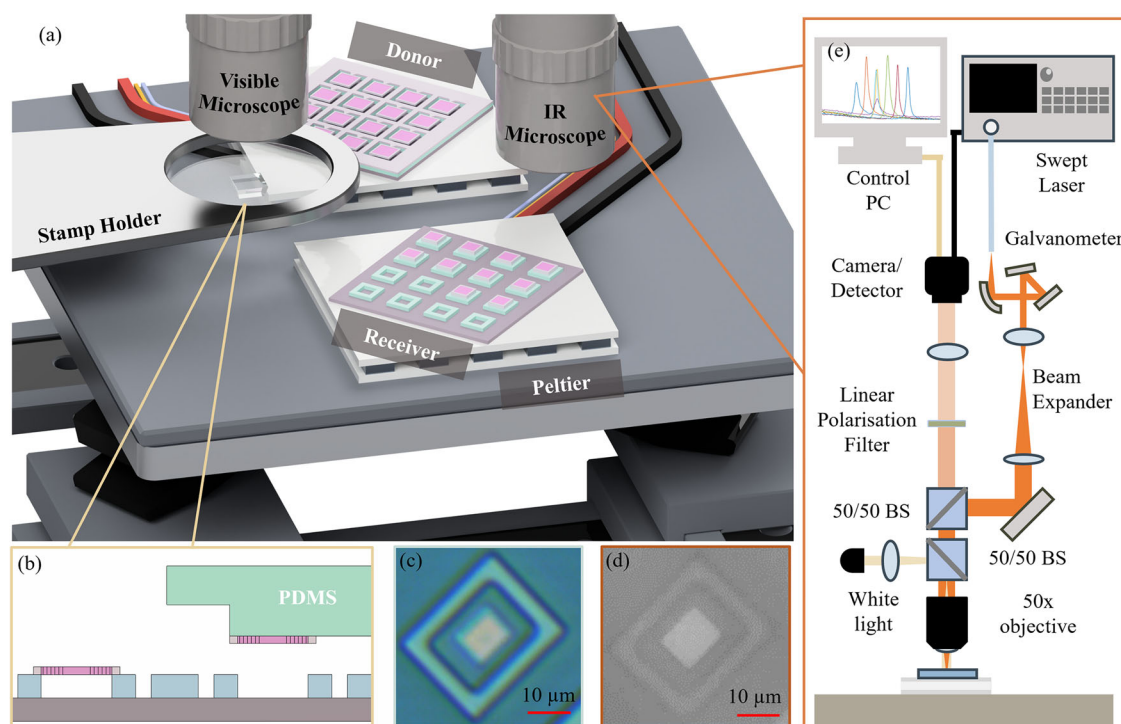 (a)
Visible
Microscope
Donor
IR
Microscope
Stamp Holder
Receiver
Peltier
(b)
PDMS
(c)
10 µm
(d)
10 µm
(e)
Control
PC
Swept
Laser
Galvanometer
Camera/
Detector
Beam
Expander
Linear
Polarisation
Filter
50/50 BS
50/50 BS
White
light
50x
objective